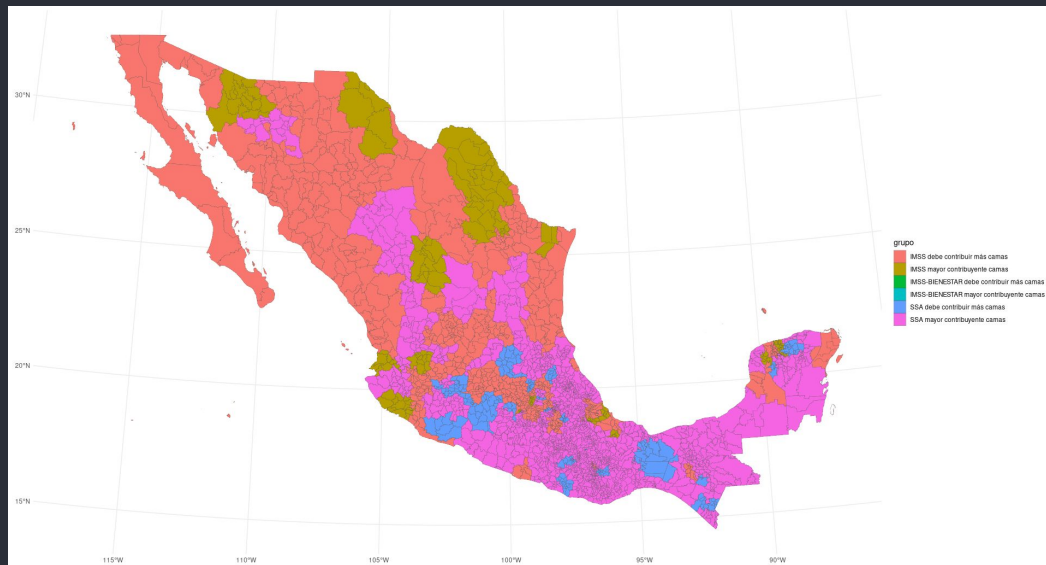 30°N
25°N
20°N
15°N
115°W
110°W
105°W
100°W
95°W
90°W
grupo
IMSS debe contribuir más camas
IMSS mayor contribuyente camas
IMSS-BIENESTAR debe contribuir más camas
IMSS-BIENESTAR mayor contribuyente camas
SSA debe contribuir más camas
SSA mayor contribuyente camas